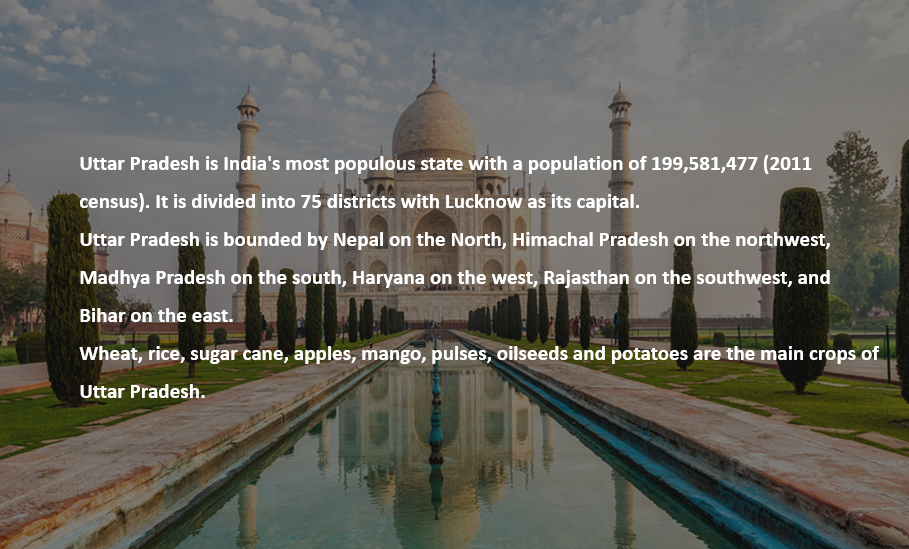 Uttar Pradesh is India's most populous state with a population of 199,581,477 (2011
census). It is divided into 75 districts with Lucknow as its capital.
Uttar Pradesh is bounded by Nepal on the North, Himachal Pradesh on the northwest,
Madhya Pradesh on the south, Haryana on the west, Rajasthan on the southwest, and
Bihar on the east.
Wheat, rice, sugar cane, apples, mango, pulses, oilseeds and potatoes are the main crops of
Uttar Pradesh.